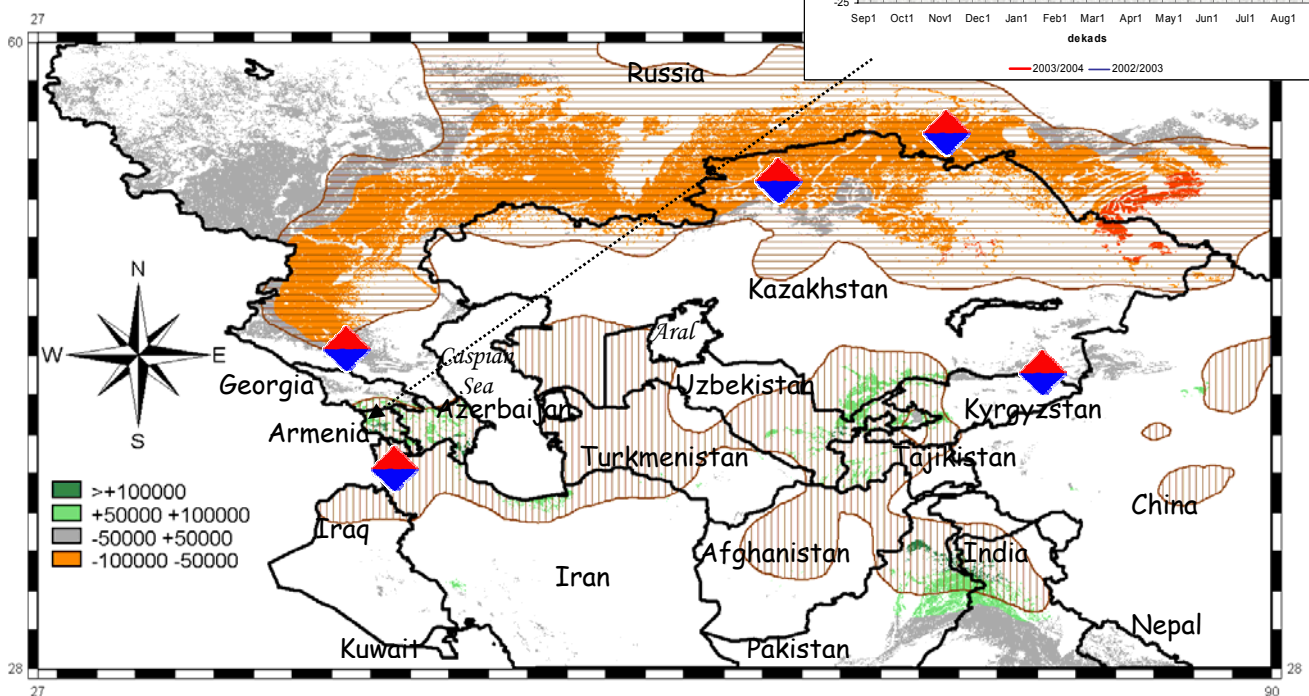 -25
Sep1 Oct1 Nov1 Dec1 Jan1 Feb1 Mar1 Apr1 May1 Jun1 Jul1 Aug1
dekads
2003/2004 2002/2003
27
60
Russia
N
W E
S
Kazakhstan
Aral
Caspian
Sea
Georgia
Uzbekistan
Azerbaijan
Kyrgyzstan
Armenia
Turkmenistan
Tajikistan
>+100000
+50000 +100000
-50000 +50000
-100000 -50000
China
Iraq
Afghanistan
India
Iran
Nepal
Kuwait
Pakistan
28
28
27
90